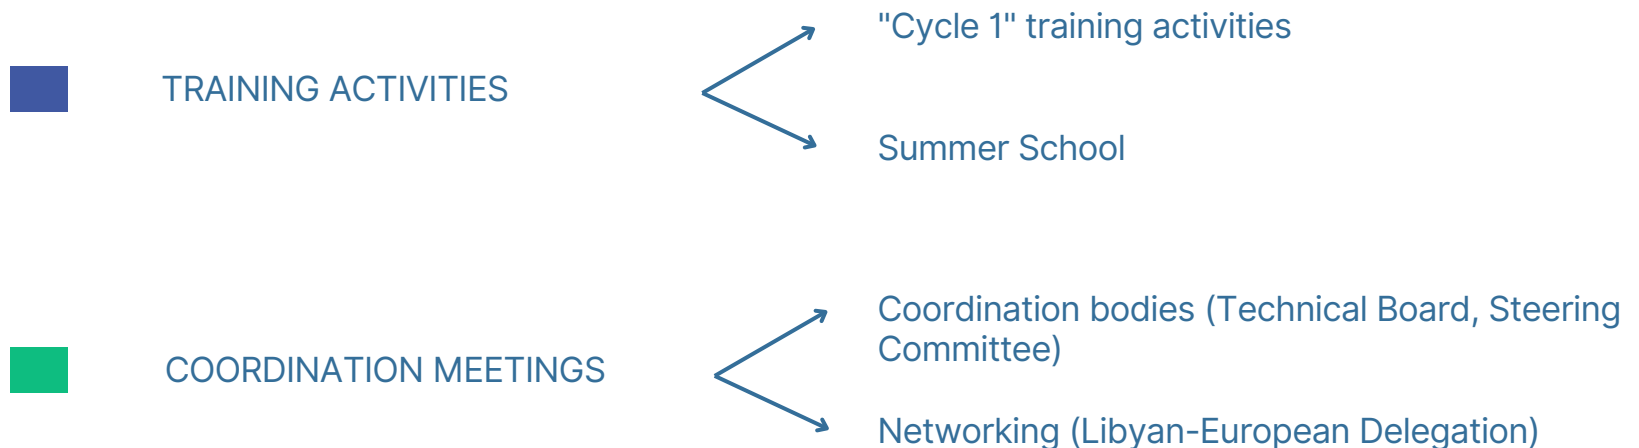 "Cycle 1" training activities
TRAINING ACTIVITIES
Summer School
Coordination bodies (Technical Board, Steering
Committee)
COORDINATION MEETINGS
Networking (Libyan-European Delegation)